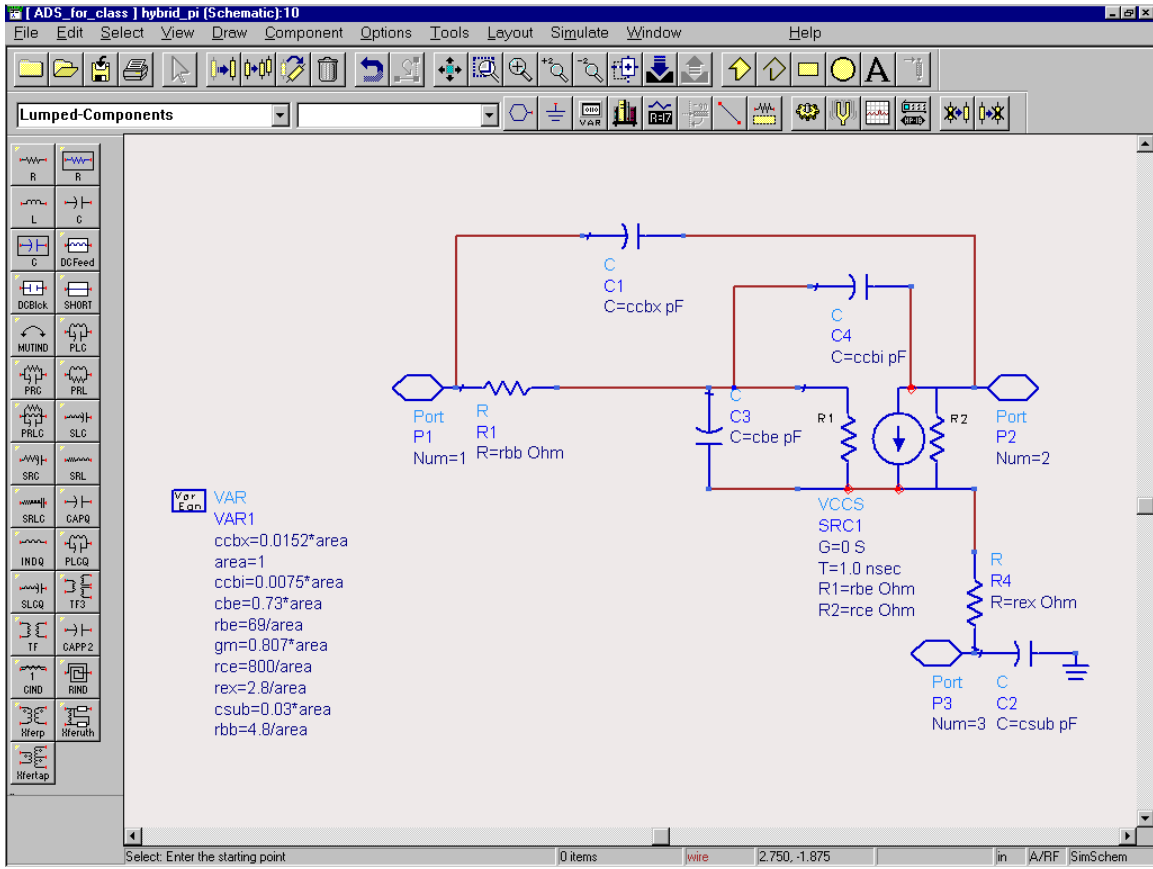 [ ADS_for_class ] hybrid_pi (Schematic):10
File Edit Select View Draw Component Options Tools Layout Simulate Window Help
Lumped-Components
VAR
R R
L C
C DCFeed
DCBlck SHORT
MUTIND PLC
PRC PRL
PRLC SLC
SRC SRL
SRLC CAPQ
INDQ PLCQ
SLCQ TF3
TF CAPP2
CIND RIND
Xferp Xferuth
Xfertap
C
C1
C=ccbx pF
C
C4
C=ccbi pF
Port
P1
Num=1
R
R1
R=rbb Ohm
C
C3
C=cbe pF
R1
R2
Port
P2
Num=2
VCCS
SRC1
G=0 S
T=1.0 nsec
R1=rbe Ohm
R2=rce Ohm
R
R4
R=rex Ohm
Port
P3
Num=3
C
C2
C=csub pF
Var
Eqn
VAR
VAR1
ccbx=0.0152*area
area=1
ccbi=0.0075*area
cbe=0.73*area
rbe=69/area
gm=0.807*area
rce=800/area
rex=2.8/area
csub=0.03*area
rbb=4.8/area
Select: Enter the starting point 0 items wire 2.750, -1.875 in A/RF SimSchem